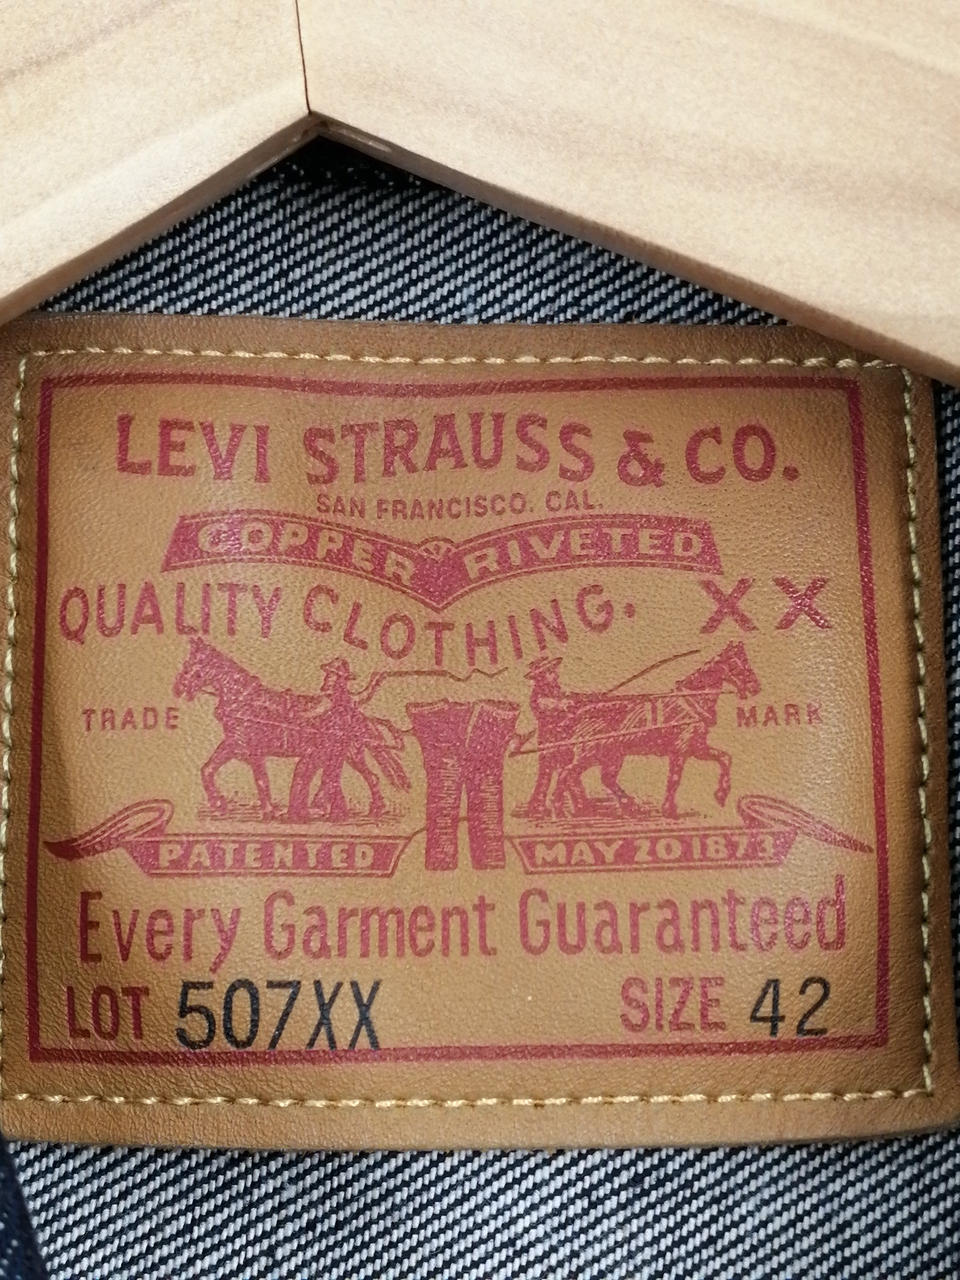 LEVI STRAUSS & CO.
SAN FRANCISCO. CAL.
COPPER RIVETED
QUALITY CLOTHING. XX
TRADE MARK
PATENTED MAY 20 1873
Every Garment Guaranteed
LOT 507XX SIZE 42